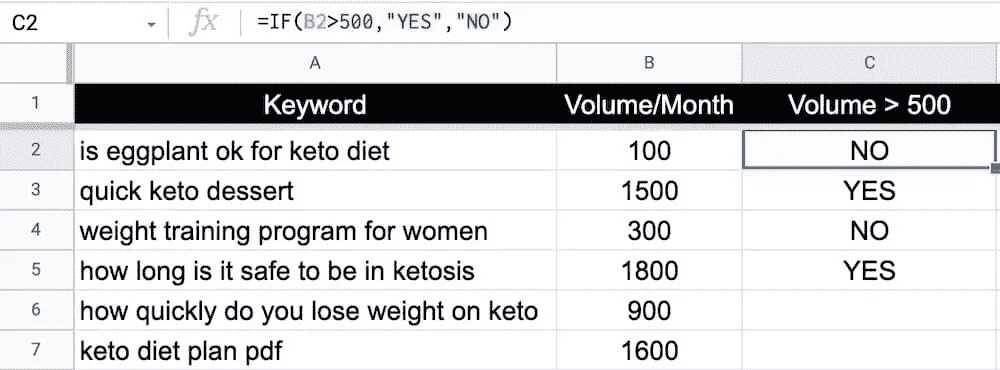 C2 fx =IF(B2>500,"YES","NO")
A B C
1 Keyword Volume/Month Volume > 500
2 is eggplant ok for keto diet 100 NO
3 quick keto dessert 1500 YES
4 weight training program for women 300 NO
5 how long is it safe to be in ketosis 1800 YES
6 how quickly do you lose weight on keto 900
7 keto diet plan pdf 1600